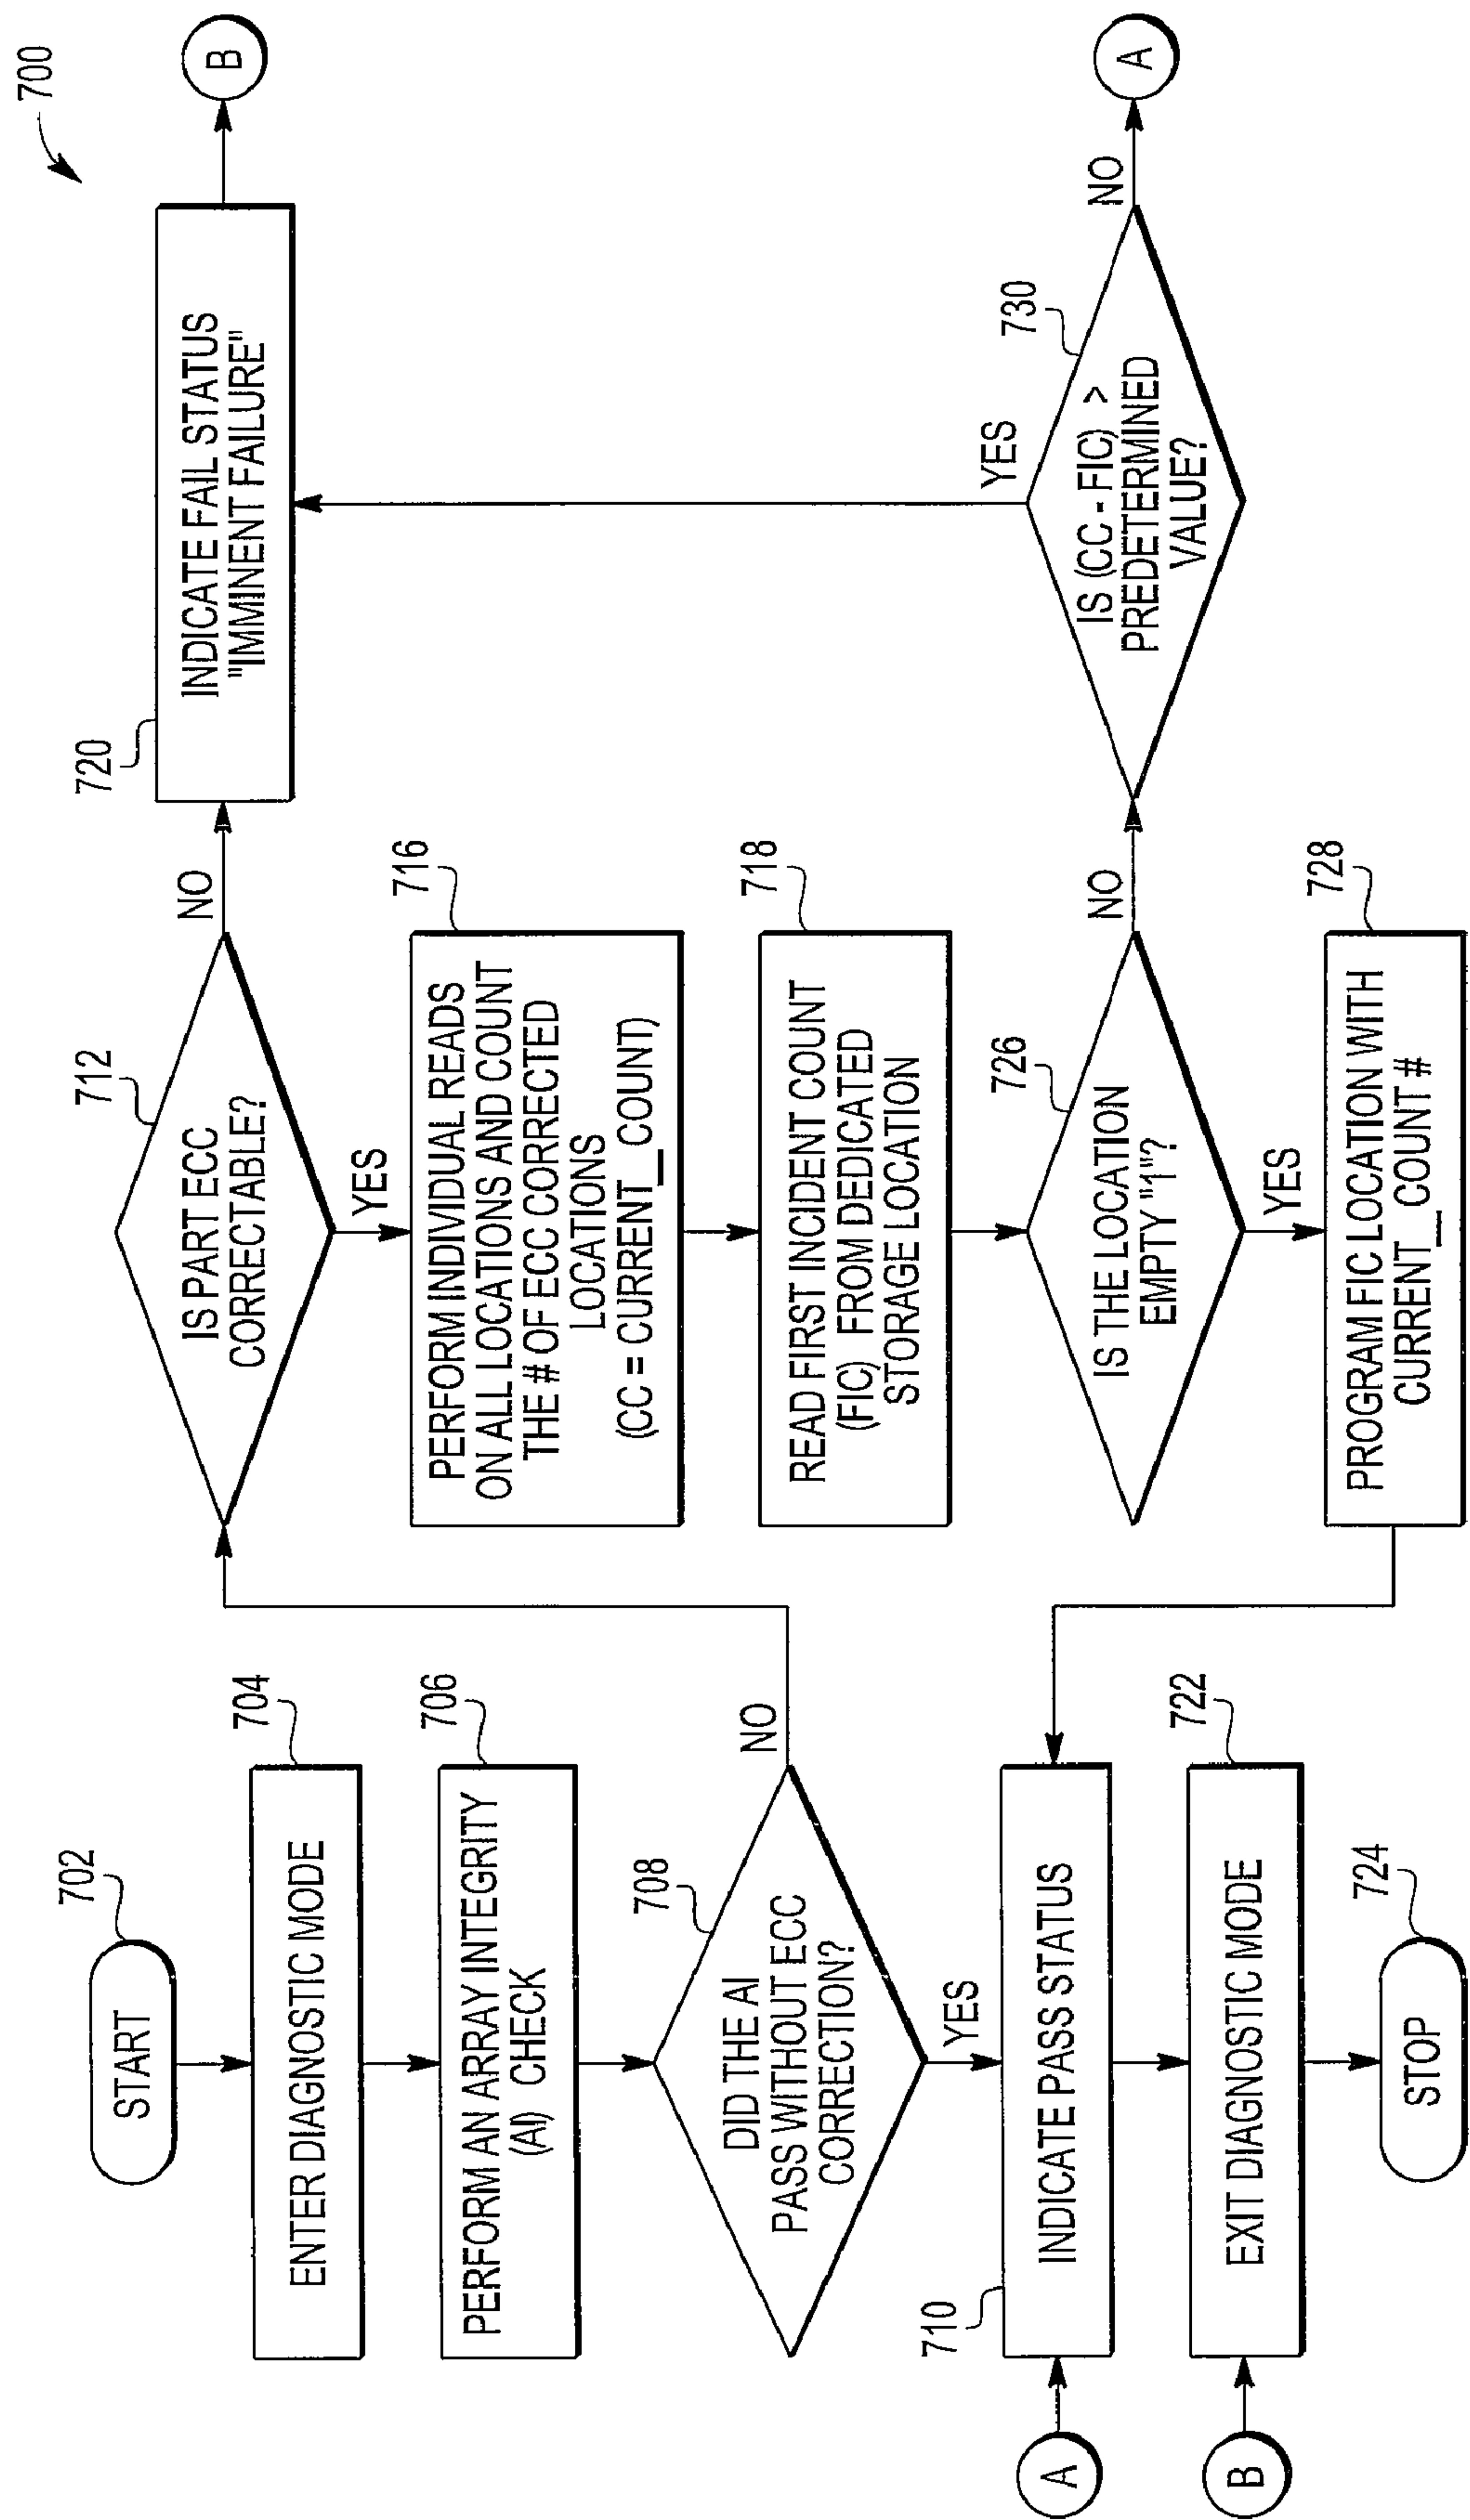 700
702
START
704
ENTER DIAGNOSTIC MODE
706
PERFORM AN ARRAY INTEGRITY
(AI) CHECK
708
DID THE AI
PASS WITHOUT ECC
CORRECTION?
NO
YES
710
INDICATE PASS STATUS
A
722
EXIT DIAGNOSTIC MODE
B
724
STOP
712
IS PART ECC
CORRECTABLE?
NO
YES
716
PERFORM INDIVIDUAL READS
ON ALL LOCATIONS AND COUNT
THE # OF ECC CORRECTED
LOCATIONS
(CC = CURRENT_COUNT)
718
READ FIRST INCIDENT COUNT
(FIC) FROM DEDICATED
STORAGE LOCATION
726
IS THE LOCATION
EMPTY "1"?
NO
YES
728
PROGRAM FIC LOCATION WITH
CURRENT_COUNT #
720
INDICATE FAIL STATUS
"IMMINENT FAILURE"
B
730
IS (CC - FIC) >
PREDETERMINED
VALUE?
YES
NO
A